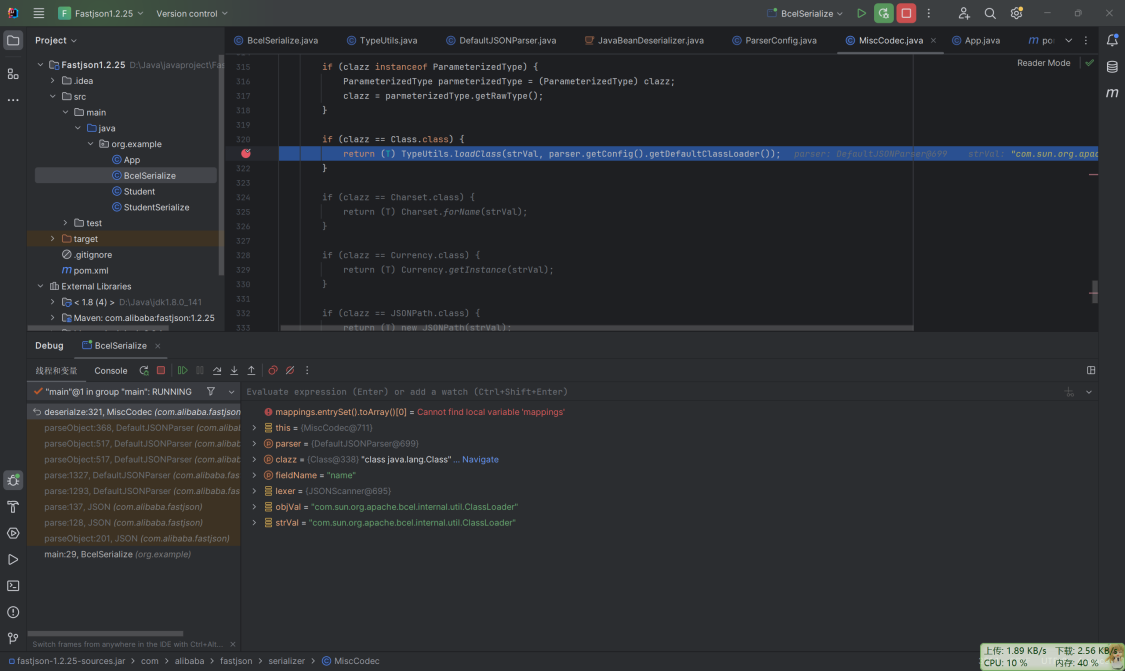 Fastjson1.2.25 Version control BcelSerialize
Project
BcelSerialize.java TypeUtils.java DefaultJSONParser.java JavaBeanDeserializer.java ParserConfig.java MiscCodec.java App.java po
Reader Mode
Fastjson1.2.25 D:\Java\javaproject\Fas
.idea
src
main
java
org.example
App
BcelSerialize
Student
StudentSerialize
test
target
.gitignore
pom.xml
External Libraries
< 1.8 (4) > D:\Java\jdk1.8.0_141
Maven: com.alibaba:fastjson:1.2.25
315 if (clazz instanceof ParameterizedType) {
316 ParameterizedType parmeterizedType = (ParameterizedType) clazz;
317 clazz = parmeterizedType.getRawType();
318 }
319
320 if (clazz == Class.class) {
return (T) TypeUtils.loadClass(strVal, parser.getConfig().getDefaultClassLoader()); parser: DefaultJSONParser@699 strVal: "com.sun.org.apac
322 }
323
324 if (clazz == Charset.class) {
325 return (T) Charset.forName(strVal);
326 }
327
328 if (clazz == Currency.class) {
329 return (T) Currency.getInstance(strVal);
330 }
331
332 if (clazz == JSONPath.class) {
333 return (T) new JSONPath(strVal);
Debug BcelSerialize
线程和变量 Console
"main"@1 in group "main": RUNNING
deserialze:321, MiscCodec (com.alibaba.fastjson
parseObject:368, DefaultJSONParser (com.alibab
parseObject:517, DefaultJSONParser (com.alibab
parseObject:517, DefaultJSONParser (com.alibab
parse:1327, DefaultJSONParser (com.alibaba.fas
parse:1293, DefaultJSONParser (com.alibaba.fas
parse:137, JSON (com.alibaba.fastjson)
parse:128, JSON (com.alibaba.fastjson)
parseObject:201, JSON (com.alibaba.fastjson)
main:29, BcelSerialize (org.example)
Switch frames from anywhere in the IDE with Ctrl+Alt...
Evaluate expression (Enter) or add a watch (Ctrl+Shift+Enter)
mappings.entrySet().toArray()[0] = Cannot find local variable 'mappings'
this = {MiscCodec@711}
parser = {DefaultJSONParser@699}
clazz = {Class@338} "class java.lang.Class" ... Navigate
fieldName = "name"
lexer = {JSONScanner@695}
objVal = "com.sun.org.apache.bcel.internal.util.ClassLoader"
strVal = "com.sun.org.apache.bcel.internal.util.ClassLoader"
fastjson-1.2.25-sources.jar > com > alibaba > fastjson > serializer > MiscCodec
上传: 1.89 KB/s 下载: 2.56 KB/s
CPU: 10 % 内存: 40 %